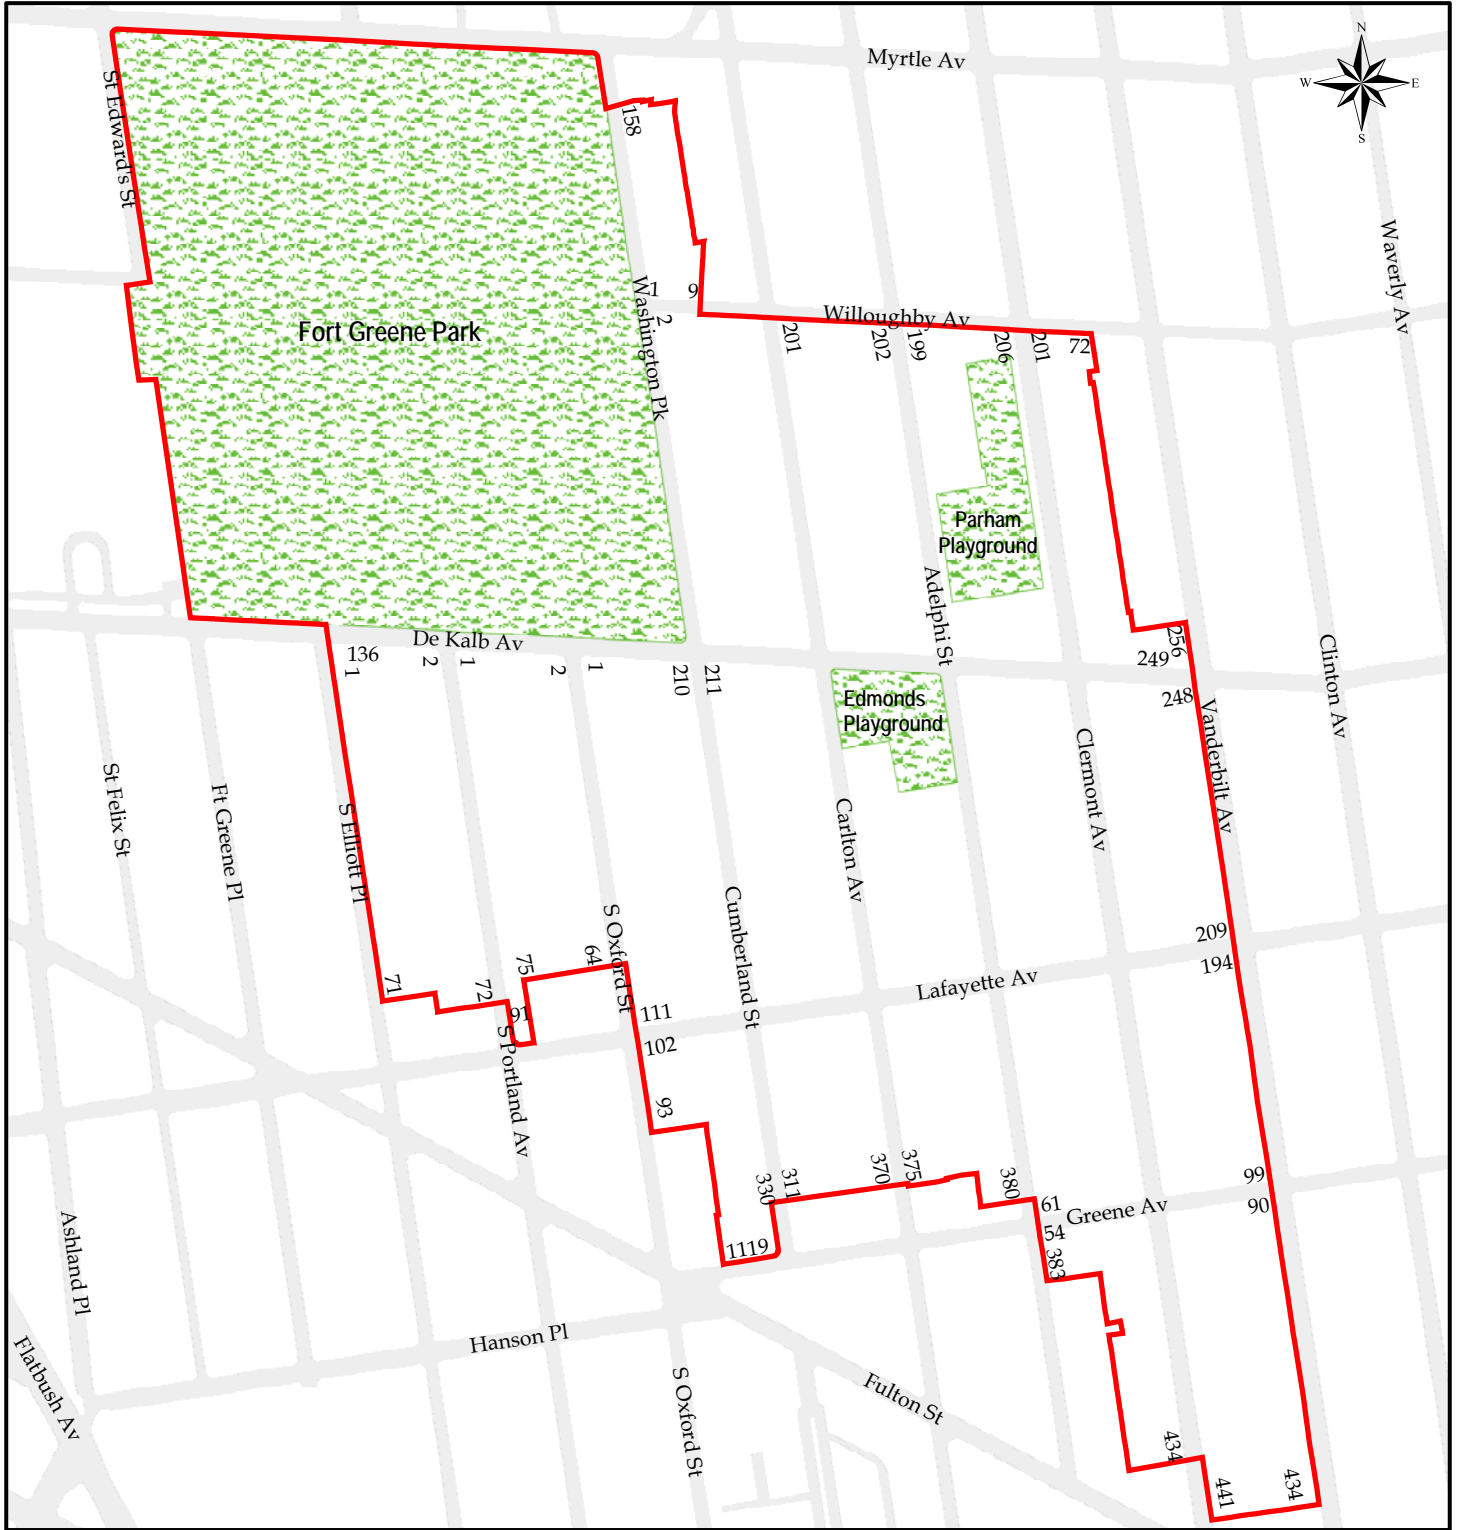 N
Myrtle Av
W
E
S
St Edward's St
158
Waverly Av
Washington Pk
1
9
2
Willoughby Av
Fort Greene Park
201
202
199
206
201
72
Parham
Playground
Adelphi St
De Kalb Av
136
1
2
1
2
1
210
211
256
249
248
Clinton Av
Edmonds
Playground
Vanderbilt Av
Clermont Av
St Felix St
Ft Greene Pl
S Elliott Pl
Carlton Av
Cumberland St
S Oxford St
209
194
64
75
71
72
91
Lafayette Av
111
102
S Portland Av
93
370
375
380
330
311
99
90
61
Greene Av
54
383
1119
Ashland Pl
Hanson Pl
Flatbush Av
S Oxford St
Fulton St
434
441
434